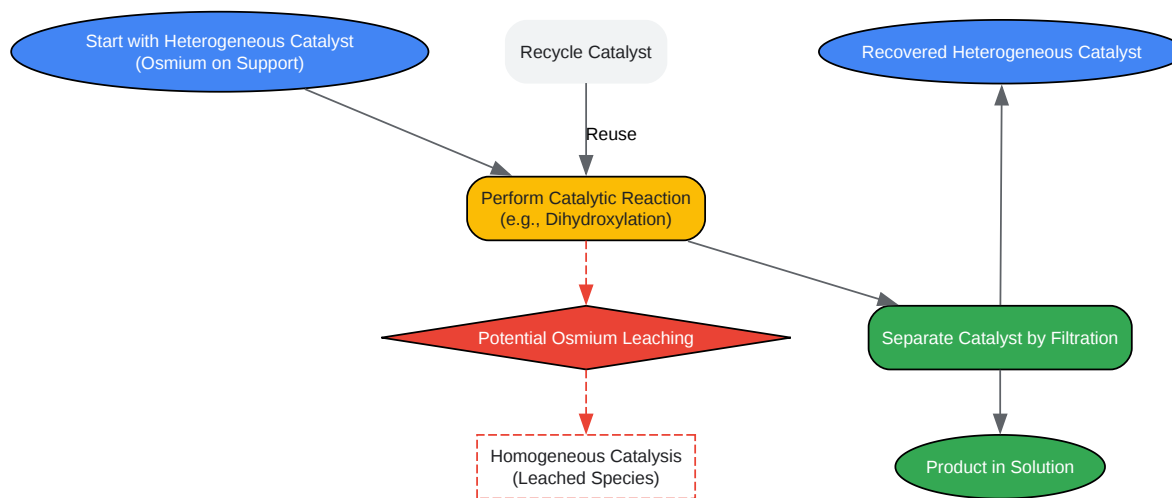 Start with Heterogeneous Catalyst
(Osmium on Support)
Recycle Catalyst
Recovered Heterogeneous Catalyst
Reuse
Perform Catalytic Reaction
(e.g., Dihydroxylation)
Potential Osmium Leaching
Separate Catalyst by Filtration
Homogeneous Catalysis
(Leached Species)
Product in Solution